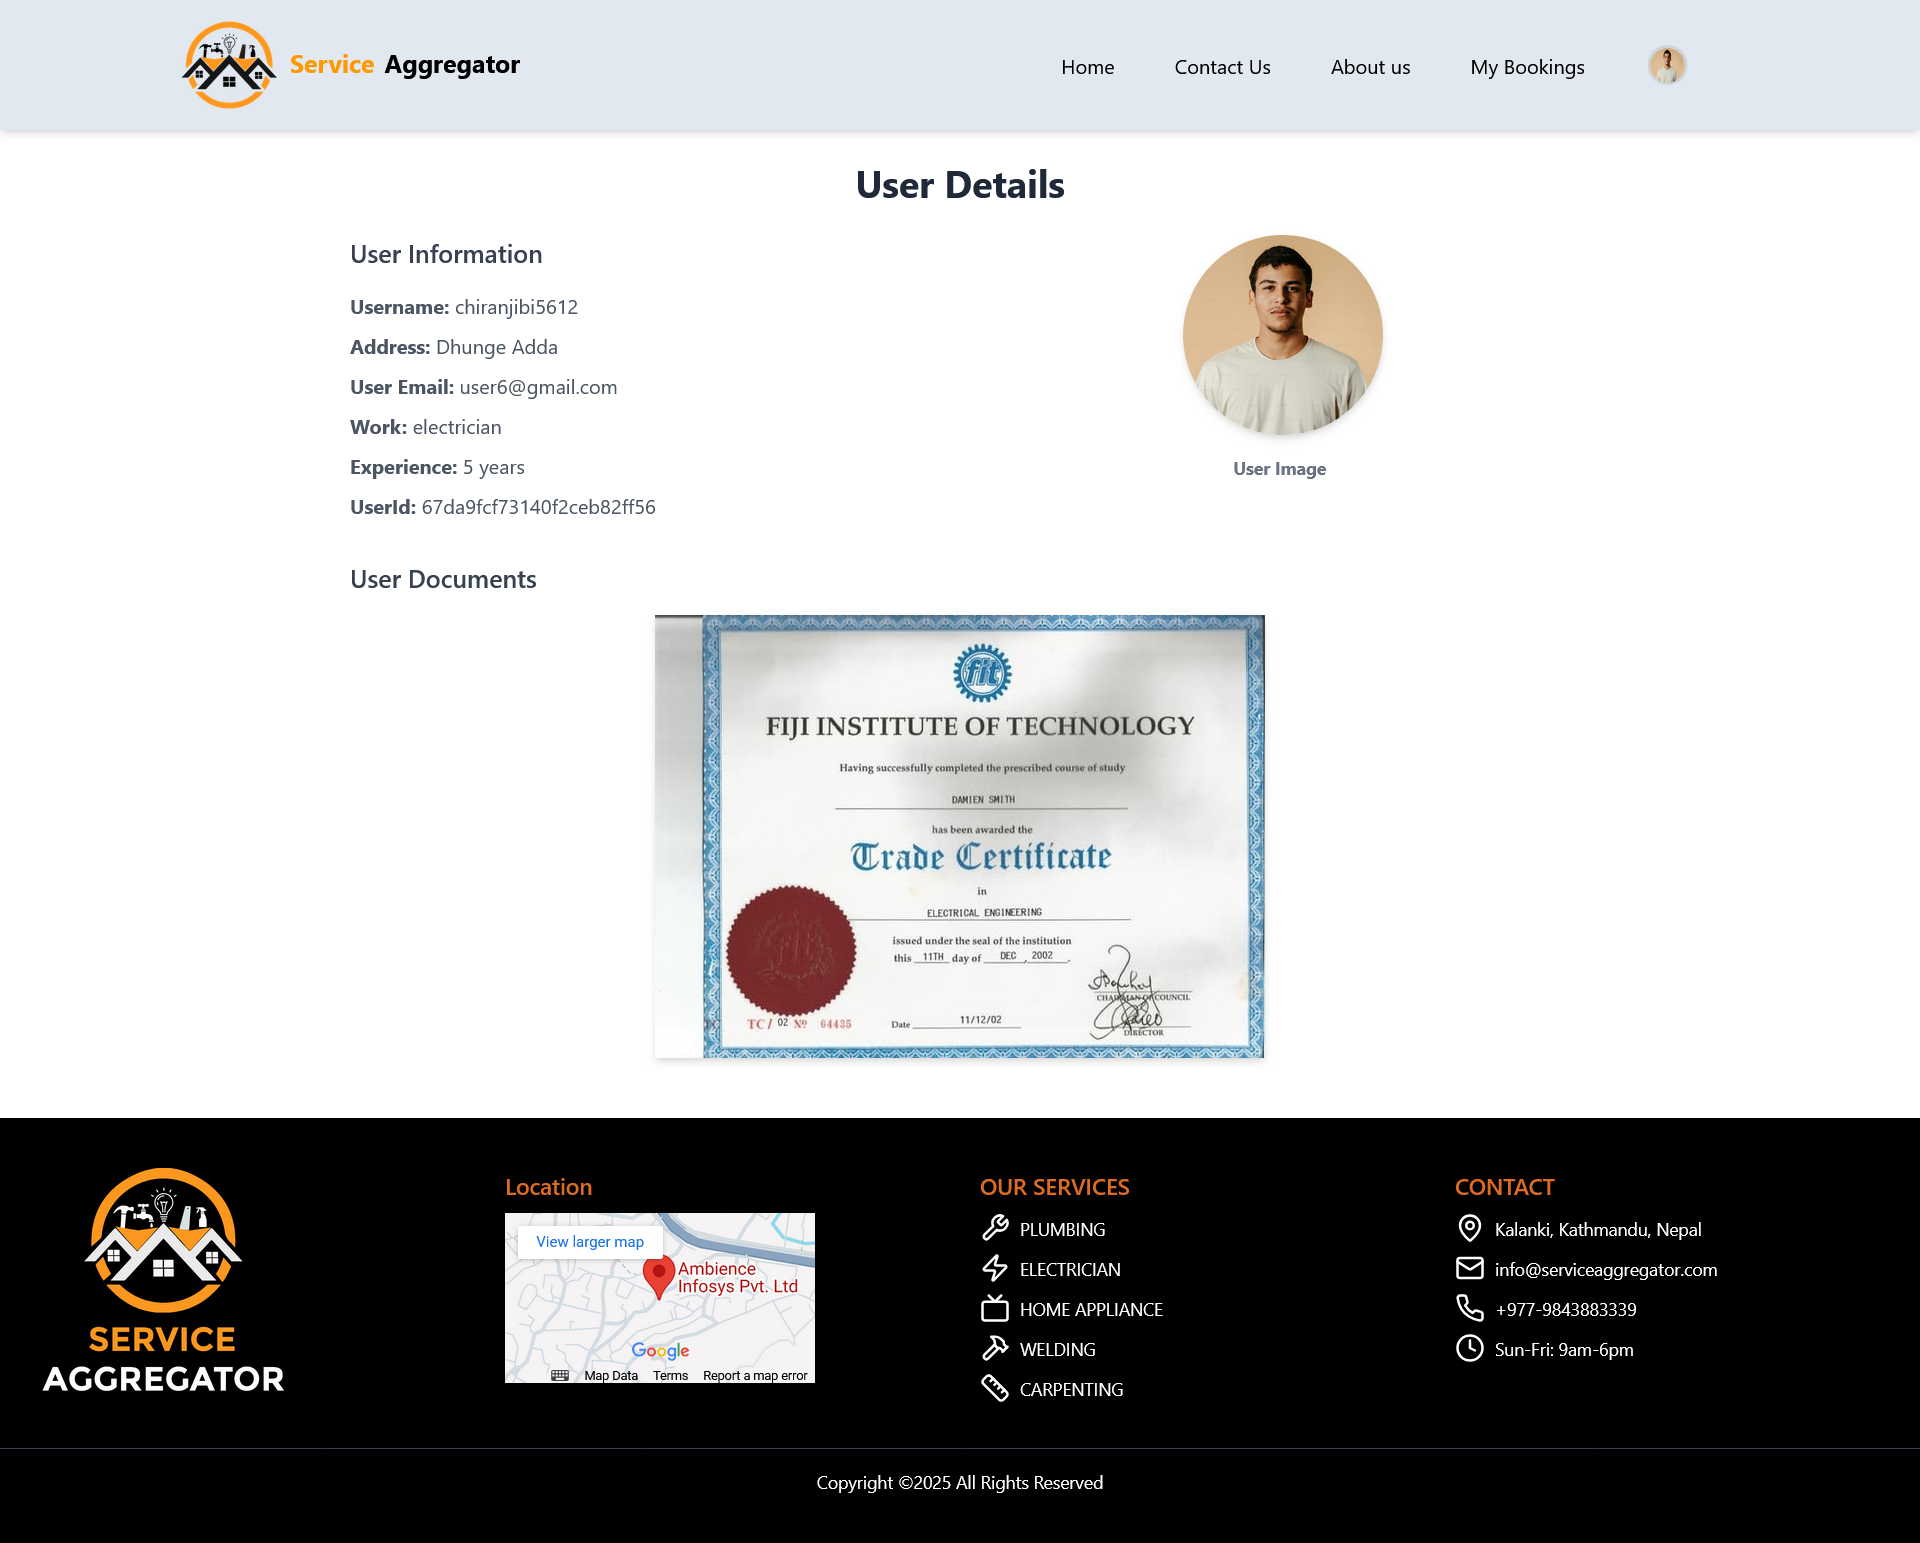 Service Aggregator
Home
Contact Us
About us
My Bookings
User Details
User Information
Username: chiranjibi5612
Address: Dhunge Adda
User Email: user6@gmail.com
Work: electrician
Experience: 5 years
UserId: 67da9fcf73140f2ceb82ff56
User Image
User Documents
fit
FIJI INSTITUTE OF TECHNOLOGY
Having successfully completed the prescribed course of study
DAMIEN SMITH
has been awarded the
Trade Certificate
in
ELECTRICAL ENGINEERING
issued under the seal of the institution
this 11TH day of DEC , 2002 .
CHAIRMAN OF COUNCIL
TC/ 02 No 04435
Date 11/12/02
DIRECTOR
SERVICE
AGGREGATOR
Location
View larger map
Ambience
Infosys Pvt. Ltd
Google
Map Data
Terms
Report a map error
OUR SERVICES
PLUMBING
ELECTRICIAN
HOME APPLIANCE
WELDING
CARPENTING
CONTACT
Kalanki, Kathmandu, Nepal
info@serviceaggregator.com
+977-9843883339
Sun-Fri: 9am-6pm
Copyright ©2025 All Rights Reserved